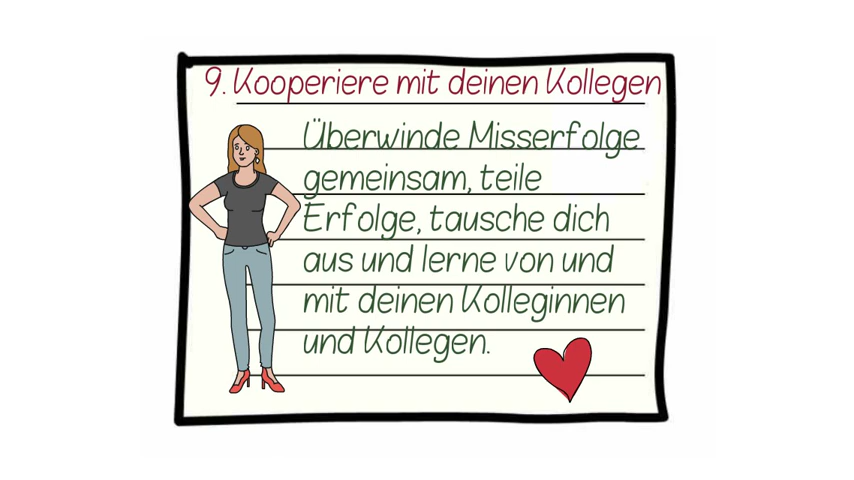 9. Kooperiere mit deinen Kollegen
Überwinde Misserfolge
gemeinsam, teile
Erfolge, tausche dich
aus und lerne von und
mit deinen Kolleginnen
und Kollegen.